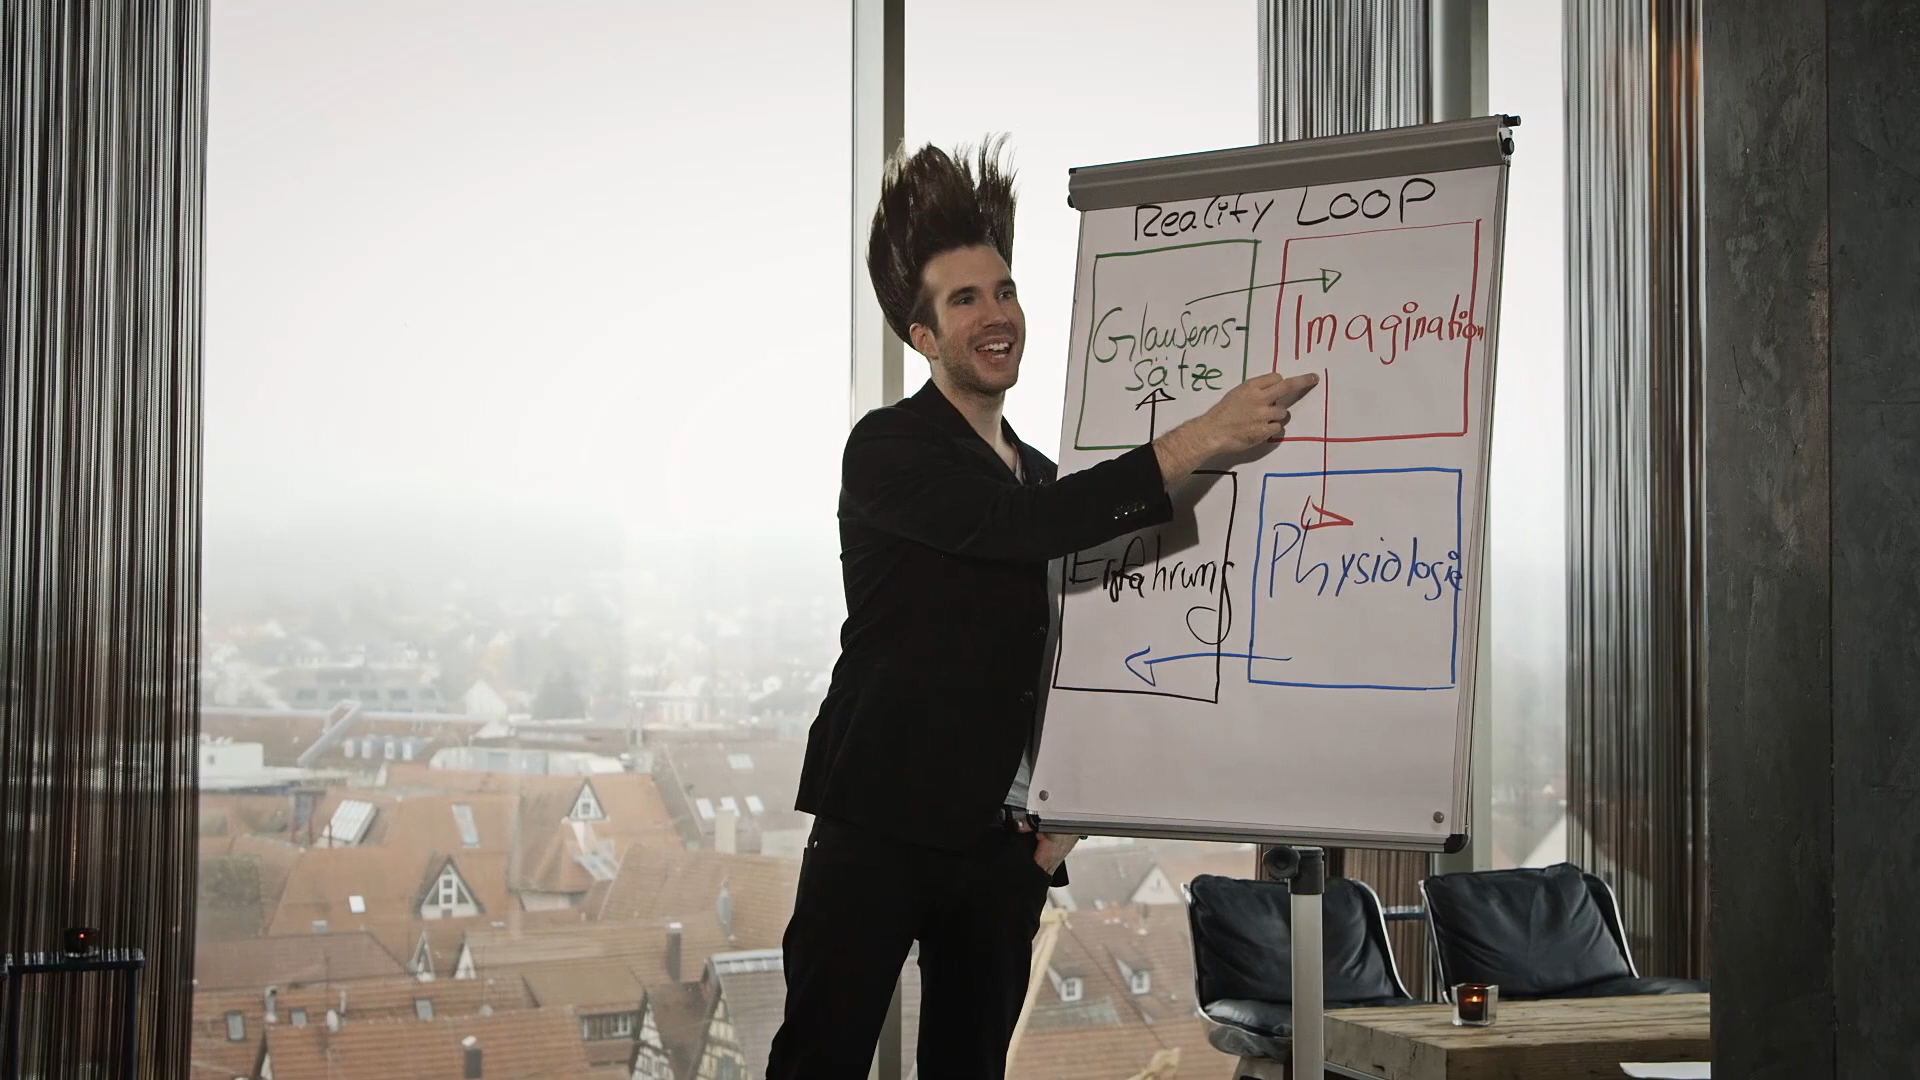 Reality LOOP
Glaubens-
sätze
Imagination
Erfahrung
Physiologie